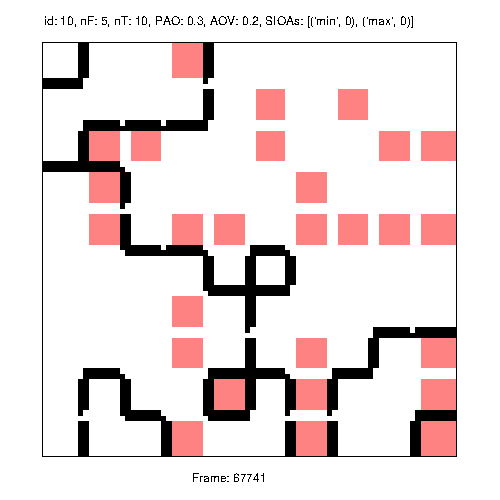 id: 10, nF: 5, nT: 10, PAO: 0.3, AOV: 0.2, SIOAs: [('min', 0), ('max', 0)]
Frame: 67741